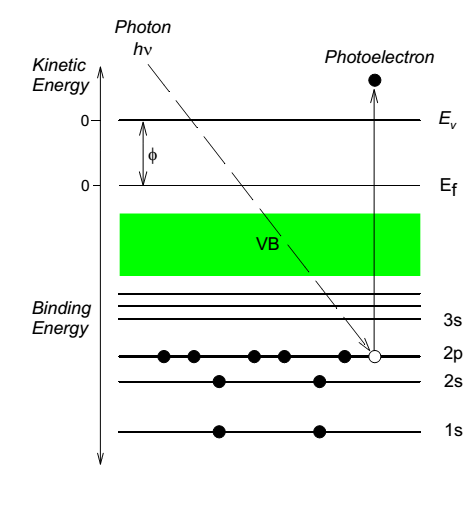 Photon
hν
Photoelectron
Kinetic
Energy
0
E_v
ϕ
0
E_f
VB
Binding
Energy
3s
2p
2s
1s